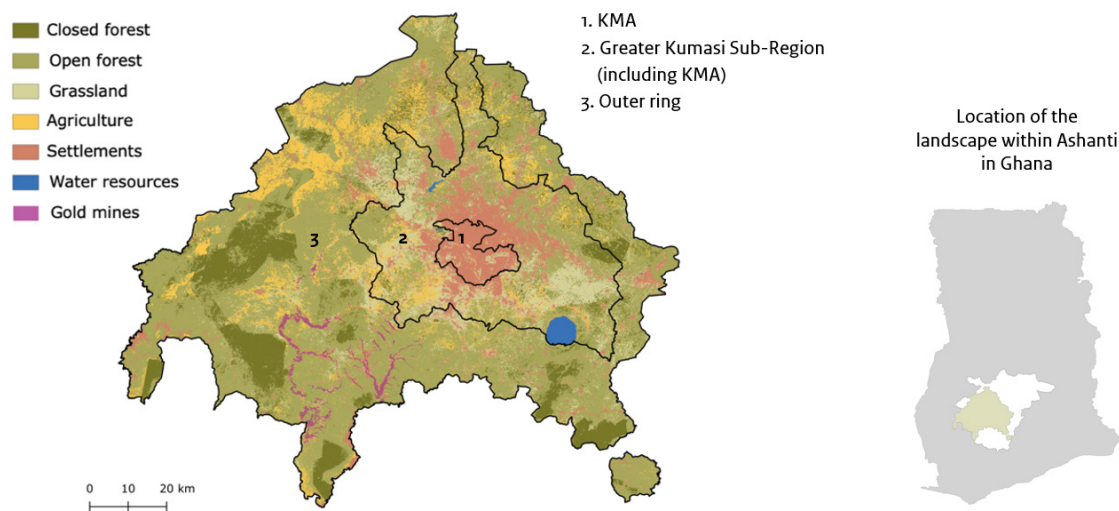 Closed forest
Open forest
Grassland
Agriculture
Settlements
Water resources
Gold mines
1. KMA
2. Greater Kumasi Sub-Region
(including KMA)
3. Outer ring
Location of the
landscape within Ashanti
in Ghana
3
2
1
0 10 20 km